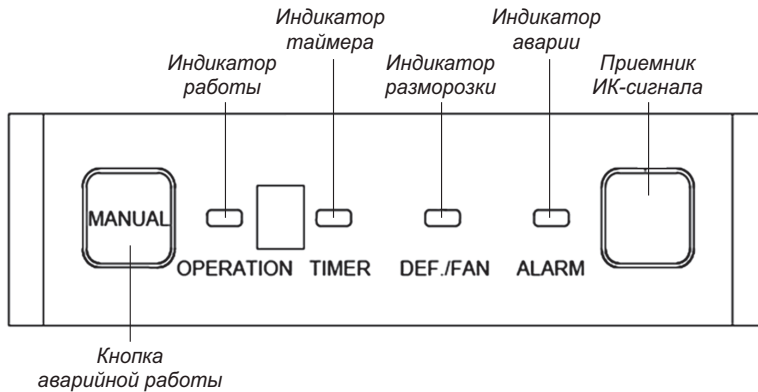 Индикатор
таймера
Индикатор
аварии
Индикатор
работы
Индикатор
разморозки
Приемник
ИК-сигнала
MANUAL
OPERATION TIMER DEF./FAN ALARM
Кнопка
аварийной работы